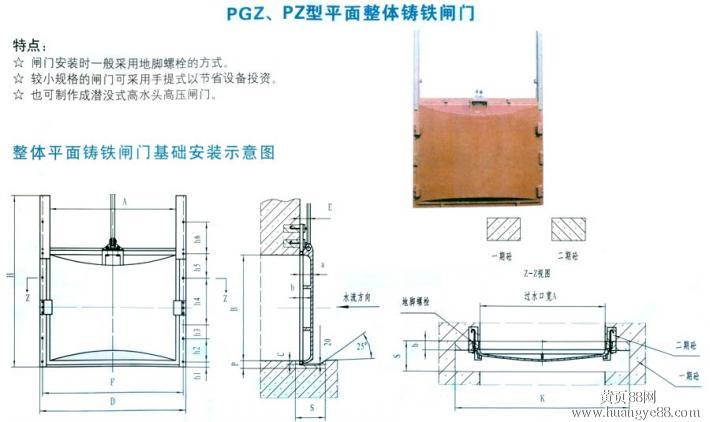 PGZ、PZ型平面整体铸铁闸门
特点：
☆ 闸门安装时一般采用地脚螺栓的方式。
☆ 较小规格的闸门可采用手提式以节省设备投资。
☆ 也可制作成潜没式高水头高压闸门。
整体平面铸铁闸门基础安装示意图
A
H
Z
Z
h6
h5
h4
h3
h2
h1
F
D
E
a
b
B
C
P
S
20
25°
水流方向
一期砼
二期砼
Z-Z视图
地脚螺栓
过水口宽A
二期砼
一期砼
S
b
K
黄页88网
www.huangye88.com